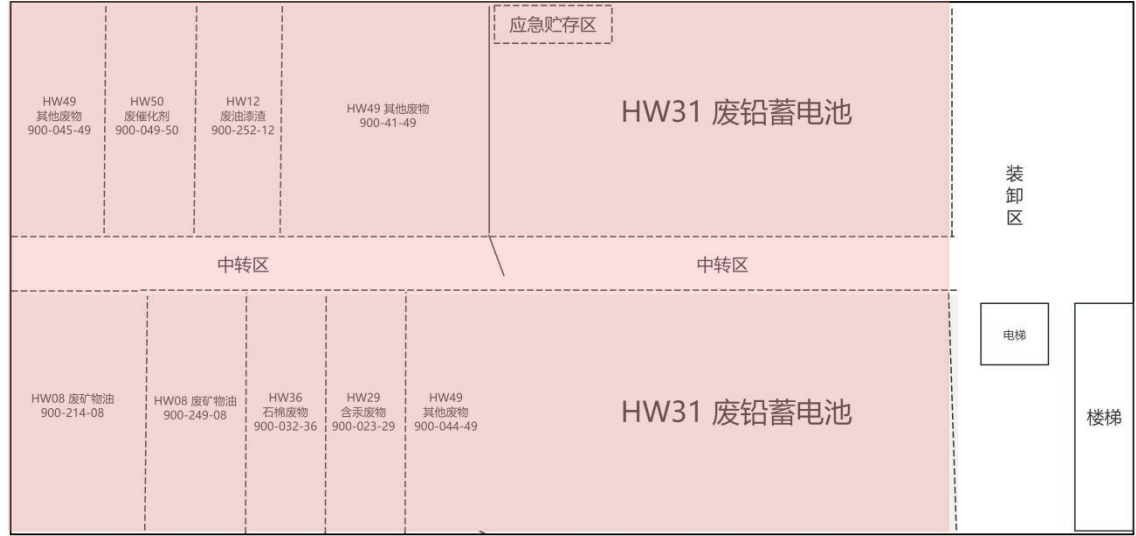 应急贮存区
HW49
其他废物
900-045-49
HW50
废催化剂
900-049-50
HW12
废油漆渣
900-252-12
HW49 其他废物
900-41-49
HW31 废铅蓄电池
装卸区
中转区
中转区
电梯
HW08 废矿物油
900-214-08
HW08 废矿物油
900-249-08
HW36
石棉废物
900-032-36
HW29
含汞废物
900-023-29
HW49
其他废物
900-044-49
HW31 废铅蓄电池
楼梯